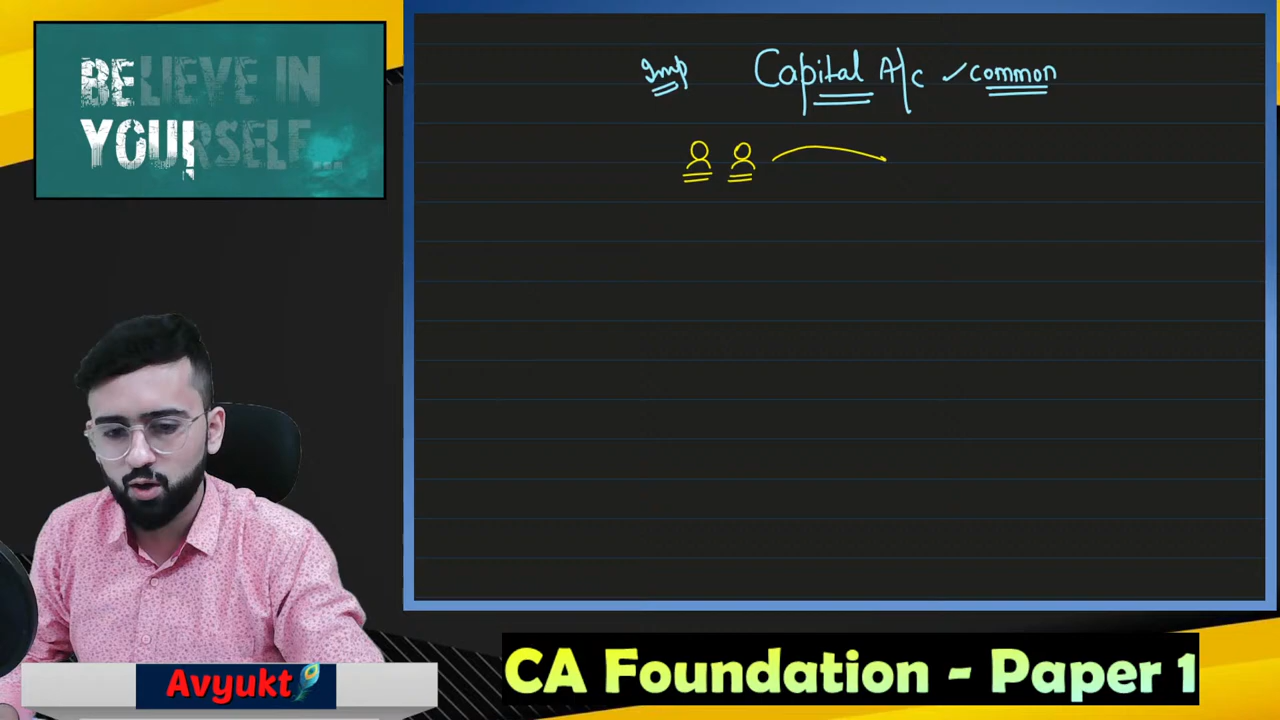 BELIEVE IN
YOURSELF...
Imp Capital A/c ✓common
Avyukt
CA Foundation - Paper 1